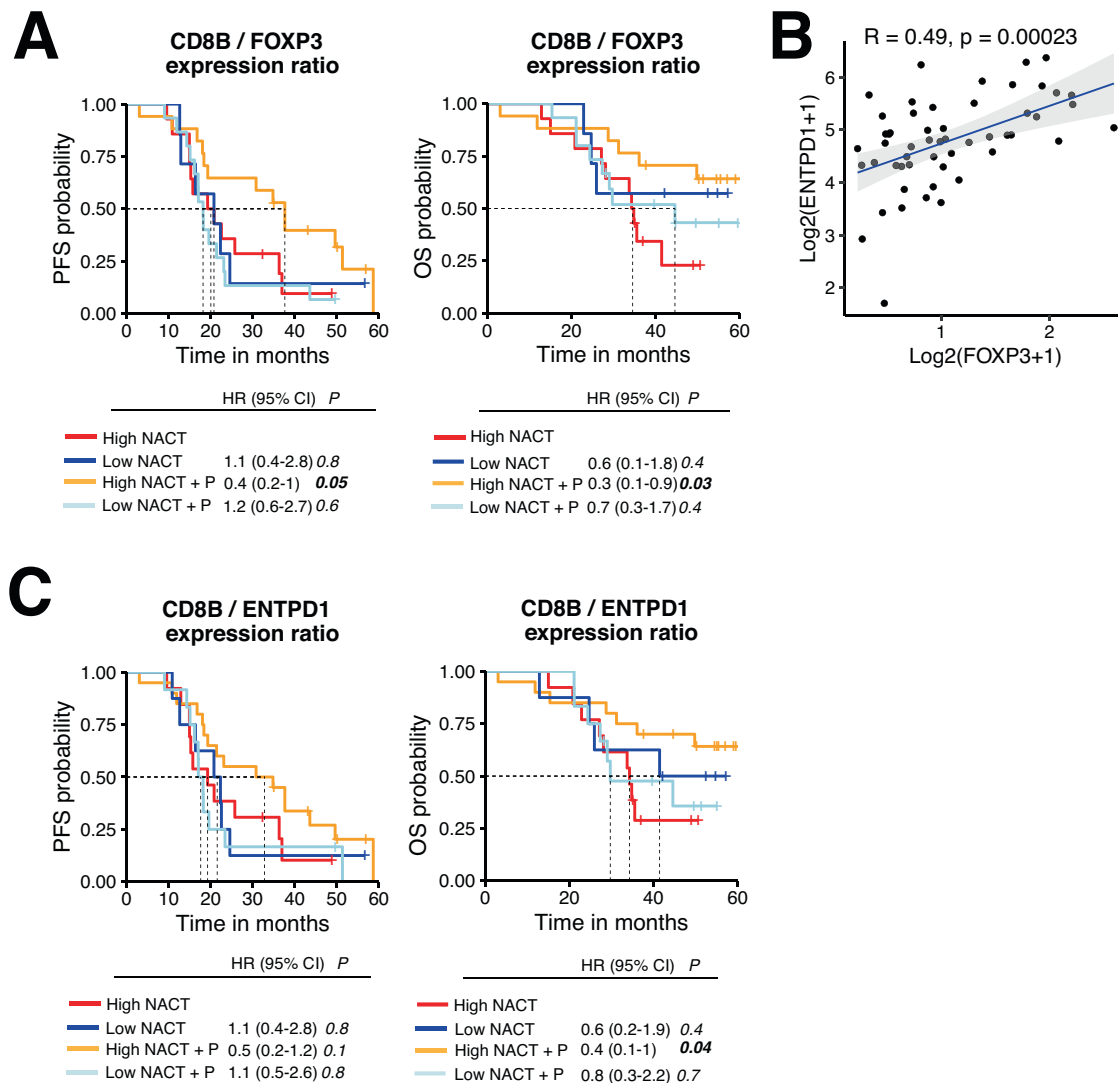 A
CD8B / FOXP3
expression ratio
PFS probability
1.00
0.75
0.50
0.25
0.00
0 10 20 30 40 50 60
Time in months
HR (95% CI) P
High NACT
Low NACT 1.1 (0.4-2.8) 0.8
High NACT + P 0.4 (0.2-1) 0.05
Low NACT + P 1.2 (0.6-2.7) 0.6
CD8B / FOXP3
expression ratio
OS probability
1.00
0.75
0.50
0.25
0.00
0 20 40 60
Time in months
HR (95% CI) P
High NACT
Low NACT 0.6 (0.1-1.8) 0.4
High NACT + P 0.3 (0.1-0.9) 0.03
Low NACT + P 0.7 (0.3-1.7) 0.4
B
R = 0.49, p = 0.00023
Log2(ENTPD1+1)
6
5
4
3
2
1 2
Log2(FOXP3+1)
C
CD8B / ENTPD1
expression ratio
PFS probability
1.00
0.75
0.50
0.25
0.00
0 10 20 30 40 50 60
Time in months
HR (95% CI) P
High NACT
Low NACT 1.1 (0.4-2.8) 0.8
High NACT + P 0.5 (0.2-1.2) 0.1
Low NACT + P 1.1 (0.5-2.6) 0.8
CD8B / ENTPD1
expression ratio
OS probability
1.00
0.75
0.50
0.25
0.00
0 20 40 60
Time in months
HR (95% CI) P
High NACT
Low NACT 0.6 (0.2-1.9) 0.4
High NACT + P 0.4 (0.1-1) 0.04
Low NACT + P 0.8 (0.3-2.2) 0.7